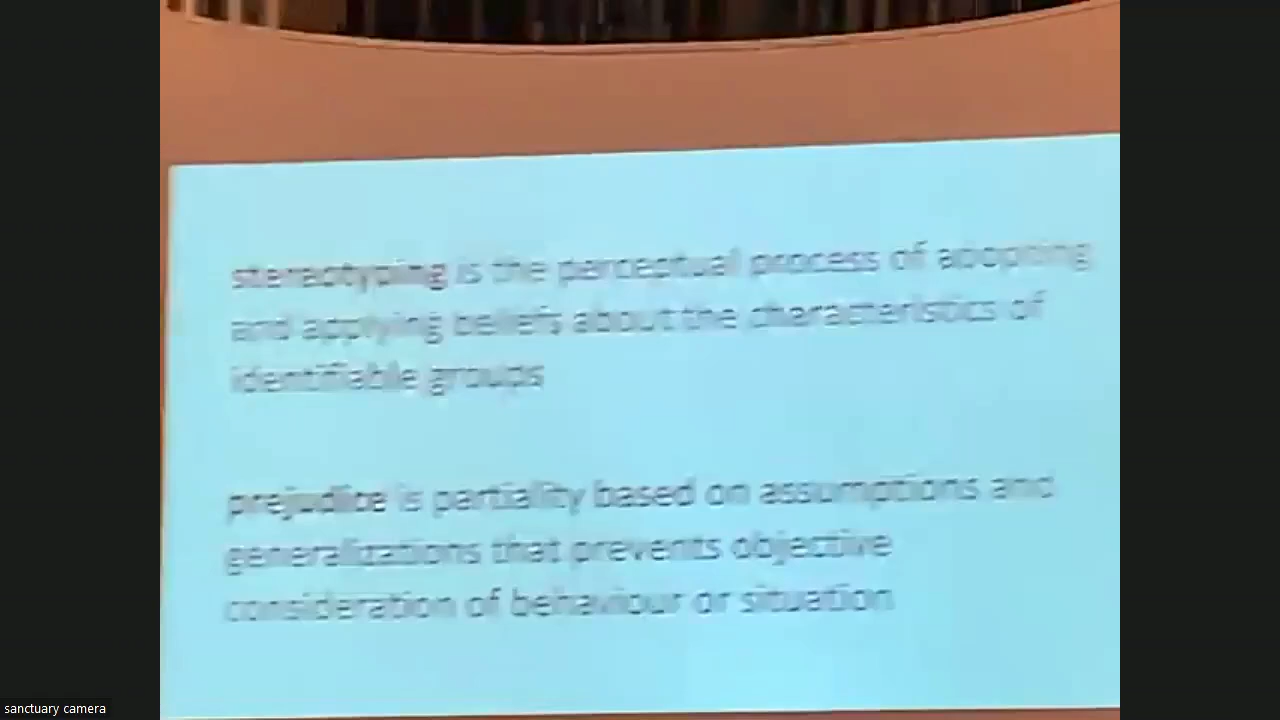 stereotyping is the perceptual process of adopting
and applying beliefs about the characteristics of
identifiable groups
prejudice is partiality based on assumptions and
generalizations that prevents objective
consideration of behaviour or situation
sanctuary camera